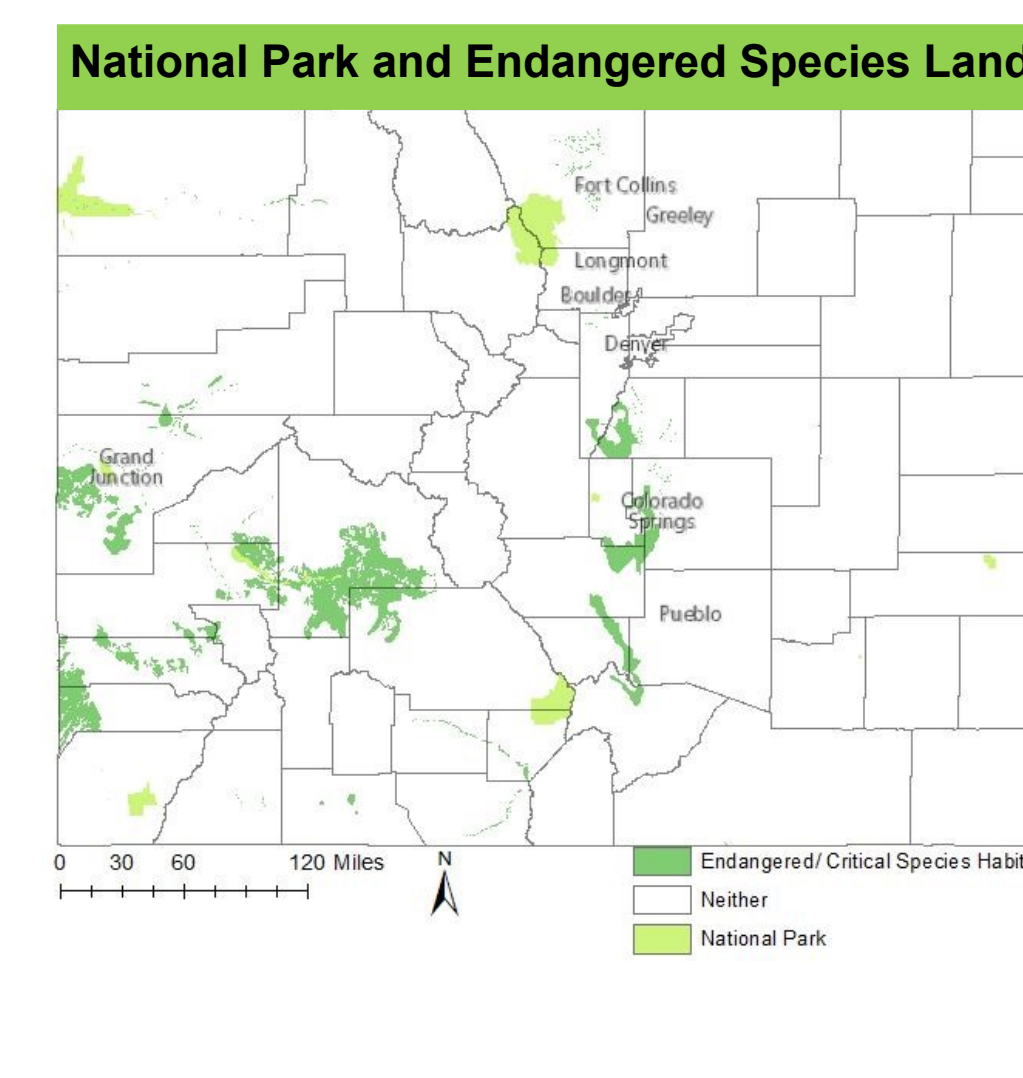 National Park and Endangered Species Land
Fort Collins
Greeley
Longmont
Boulder
Denver
Grand
Junction
Colorado
Springs
Pueblo
0 30 60 120 Miles
N
Endangered/ Critical Species Habit
Neither
National Park